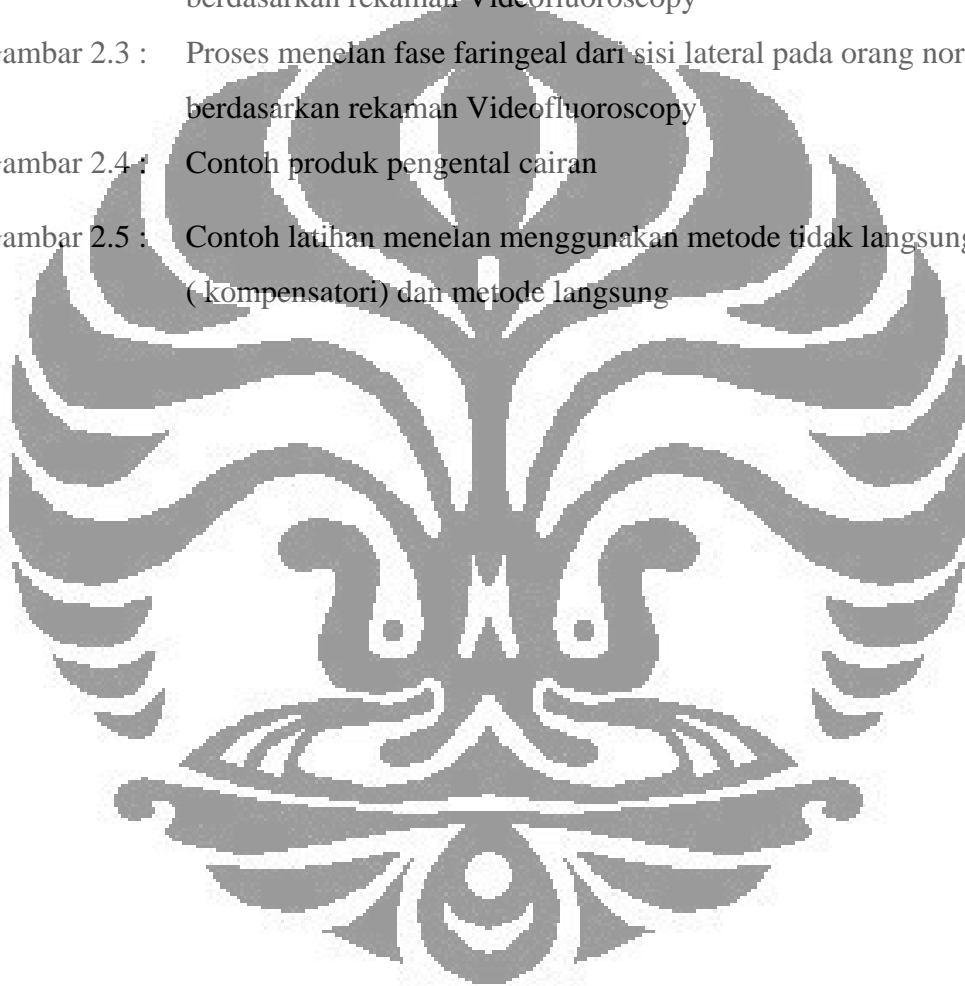 berdasarkan rekaman Videofluoroscopy
ambar 2.3 : Proses menelan fase faringeal dari sisi lateral pada orang nor
berdasarkan rekaman Videofluoroscopy
ambar 2.4 : Contoh produk pengental cairan
ambar 2.5 : Contoh latihan menelan menggunakan metode tidak langsung
( kompensatori) dan metode langsung